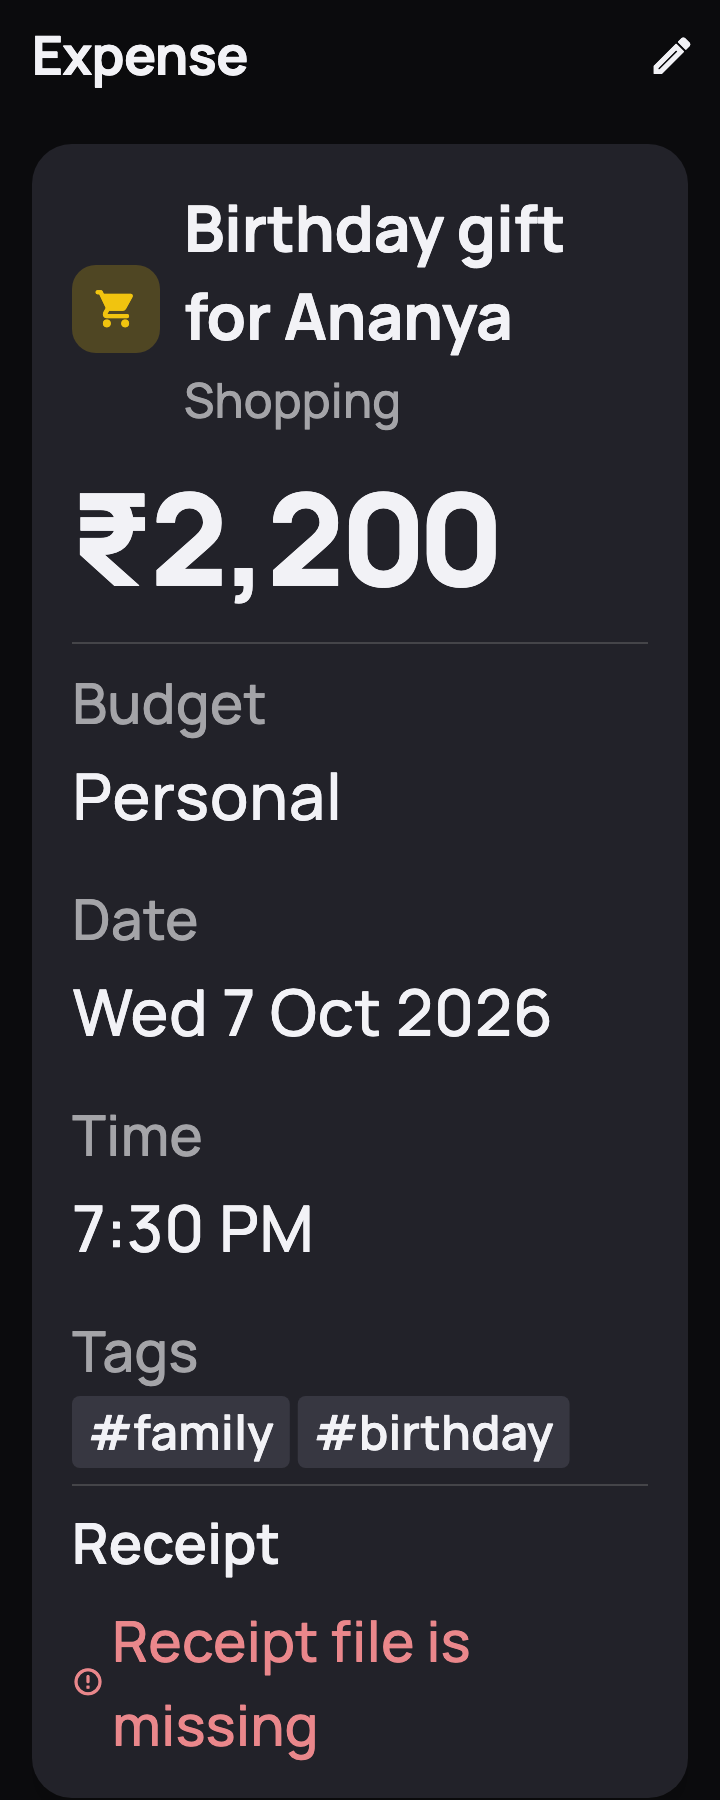 Expense
Birthday gift
for Ananya
Shopping
₹2,200
Budget
Personal
Date
Wed 7 Oct 2026
Time
7:30 PM
Tags
#family #birthday
Receipt
Receipt file is
missing